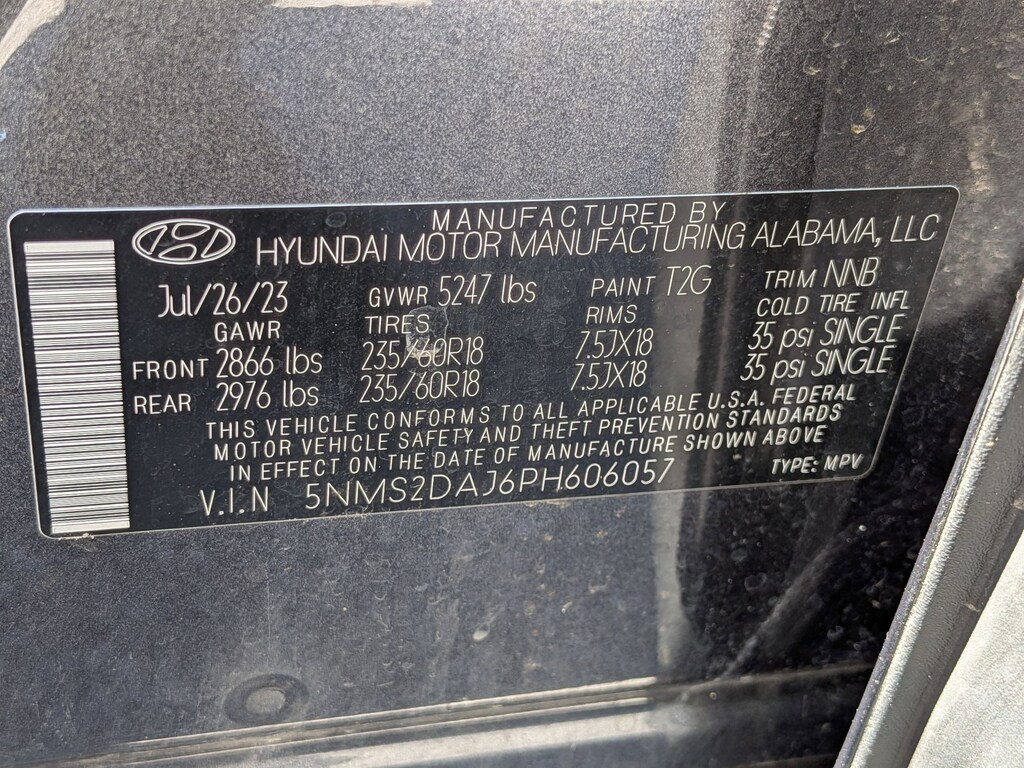 MANUFACTURED BY
HYUNDAI MOTOR MANUFACTURING ALABAMA, LLC
Jul/26/23 GVWR 5247 lbs PAINT T2G TRIM NNB
GAWR TIRES RIMS COLD TIRE INFL
FRONT 2866 lbs 235/60R18 7.5JX18 35 psi SINGLE
REAR 2976 lbs 235/60R18 7.5JX18 35 psi SINGLE
THIS VEHICLE CONFORMS TO ALL APPLICABLE U.S.A. FEDERAL
MOTOR VEHICLE SAFETY AND THEFT PREVENTION STANDARDS
IN EFFECT ON THE DATE OF MANUFACTURE SHOWN ABOVE
V.I.N 5NMS2DAJ6PH606057 TYPE: MPV